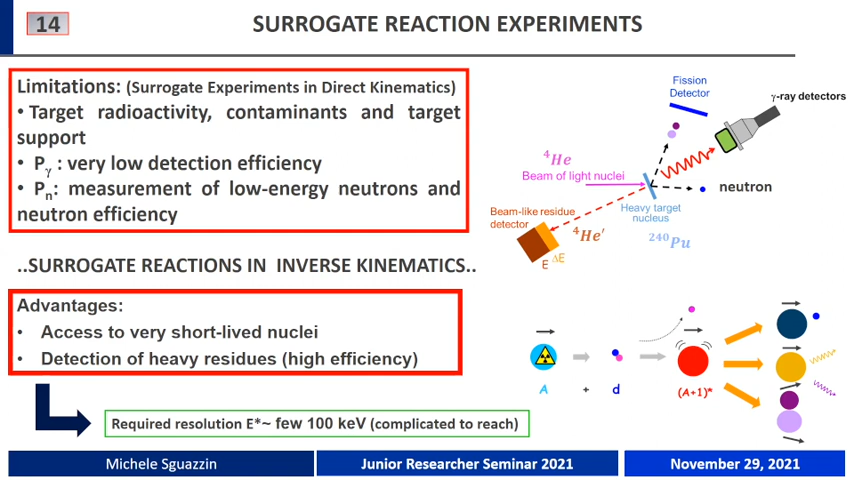 14
SURROGATE REACTION EXPERIMENTS
Limitations: (Surrogate Experiments in Direct Kinematics)
• Target radioactivity, contaminants and target
support
• Pγ : very low detection efficiency
• Pn: measurement of low-energy neutrons and
neutron efficiency
Fission
Detector
γ-ray detectors
⁴He
Beam of light nuclei
neutron
Beam-like residue
detector
Heavy target
nucleus
⁴He′
²⁴⁰Pu
E ΔE
..SURROGATE REACTIONS IN INVERSE KINEMATICS..
Advantages:
• Access to very short-lived nuclei
• Detection of heavy residues (high efficiency)
A + d (A+1)*
Required resolution E*~ few 100 keV (complicated to reach)
Michele Sguazzin
Junior Researcher Seminar 2021
November 29, 2021